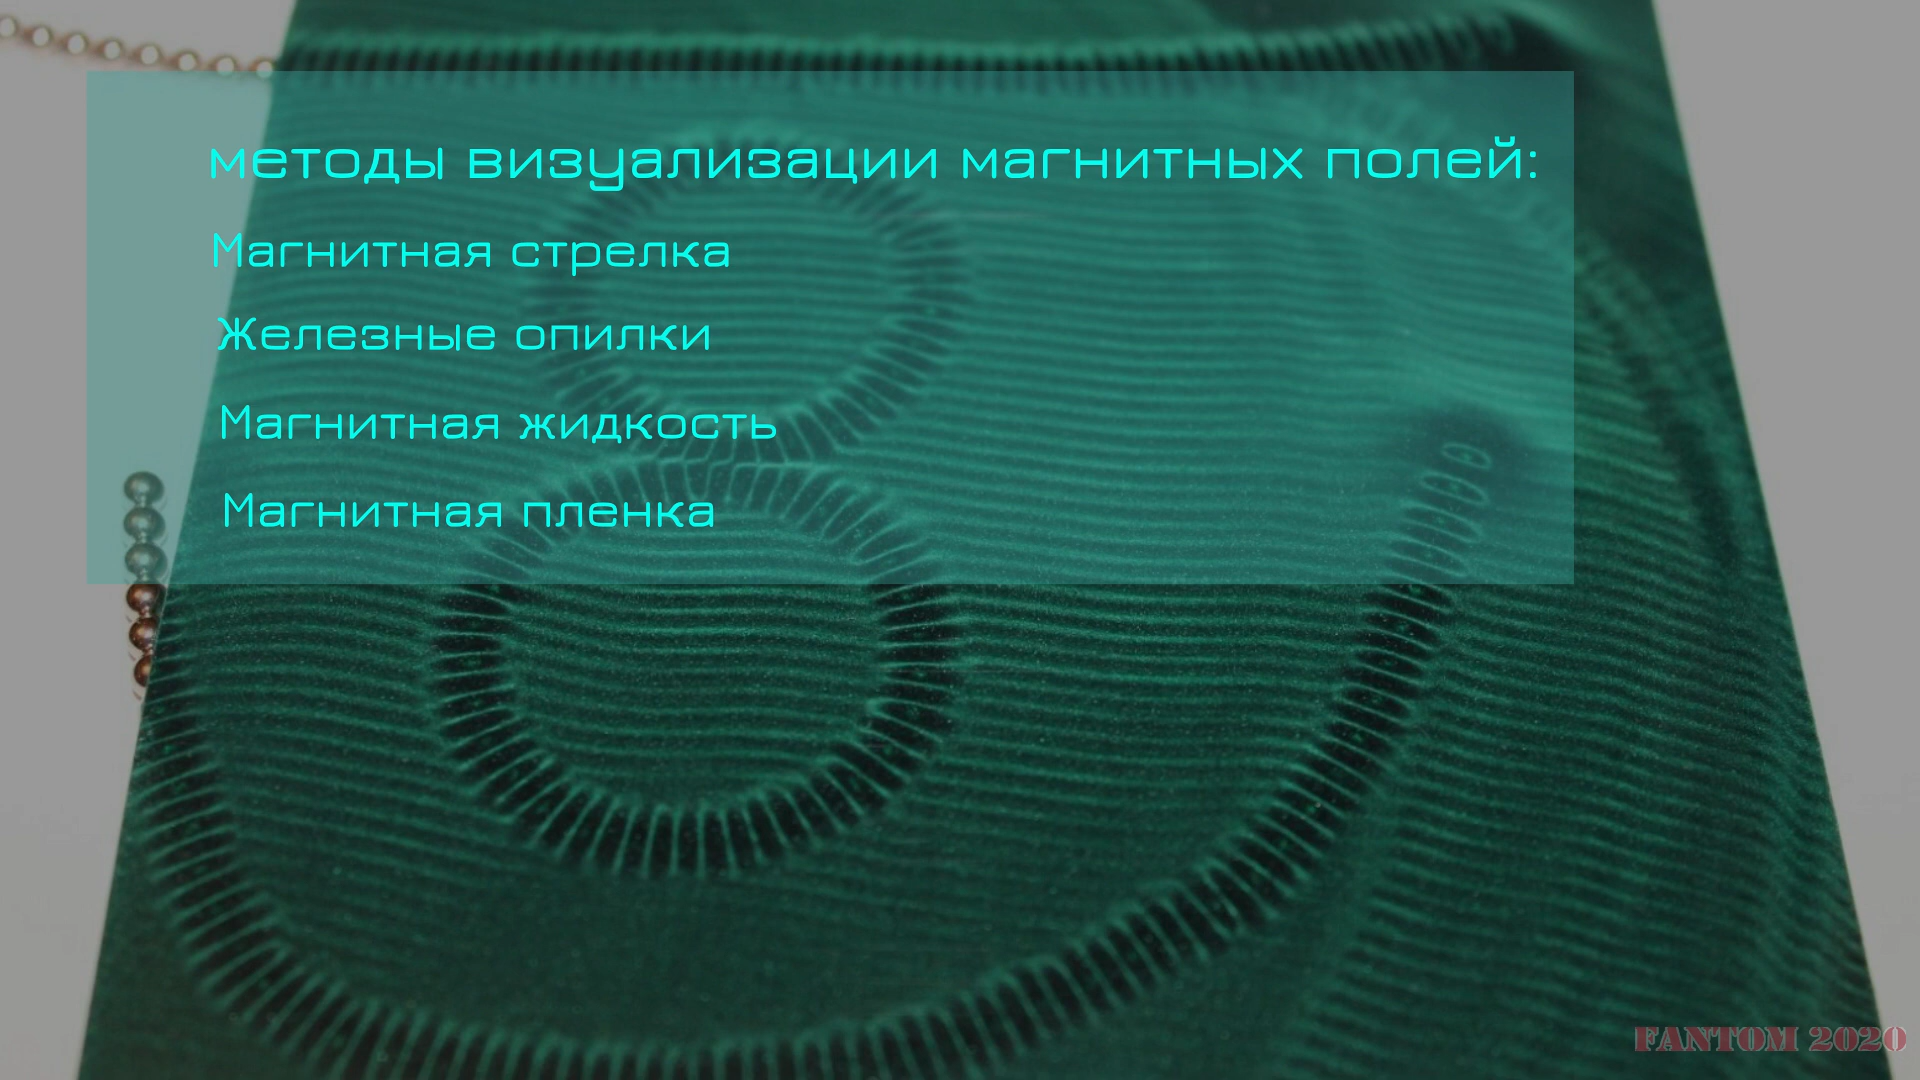 методы визуализации магнитных полей:
Магнитная стрелка
Железные опилки
Магнитная жидкость
Магнитная пленка
FANTOM 2020